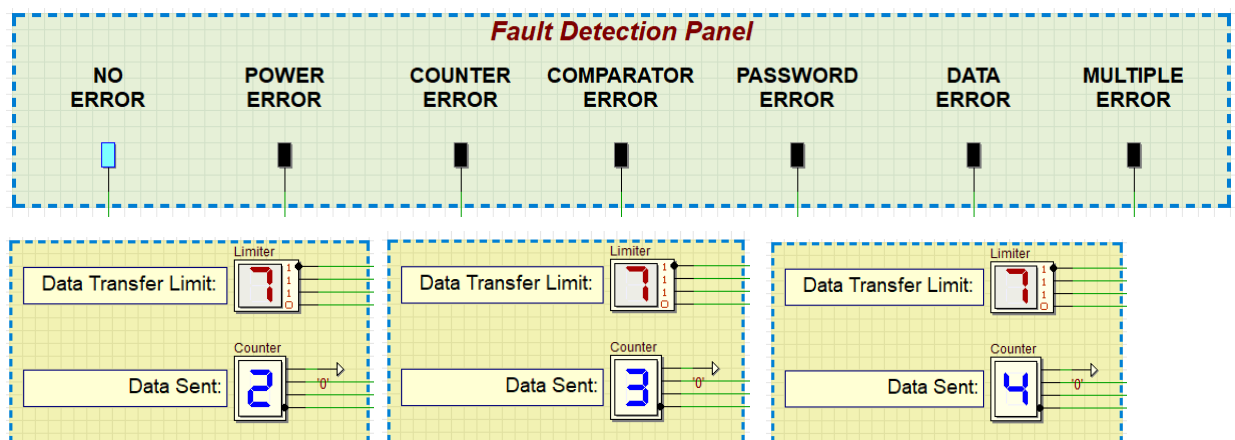 Fault Detection Panel
NO
ERROR
POWER
ERROR
COUNTER
ERROR
COMPARATOR
ERROR
PASSWORD
ERROR
DATA
ERROR
MULTIPLE
ERROR
Limiter
Data Transfer Limit:
7
1
1
1
0
Counter
Data Sent:
2
'0'
Limiter
Data Transfer Limit:
7
1
1
1
0
Counter
Data Sent:
3
'0'
Limiter
Data Transfer Limit:
7
1
1
1
0
Counter
Data Sent:
4
'0'